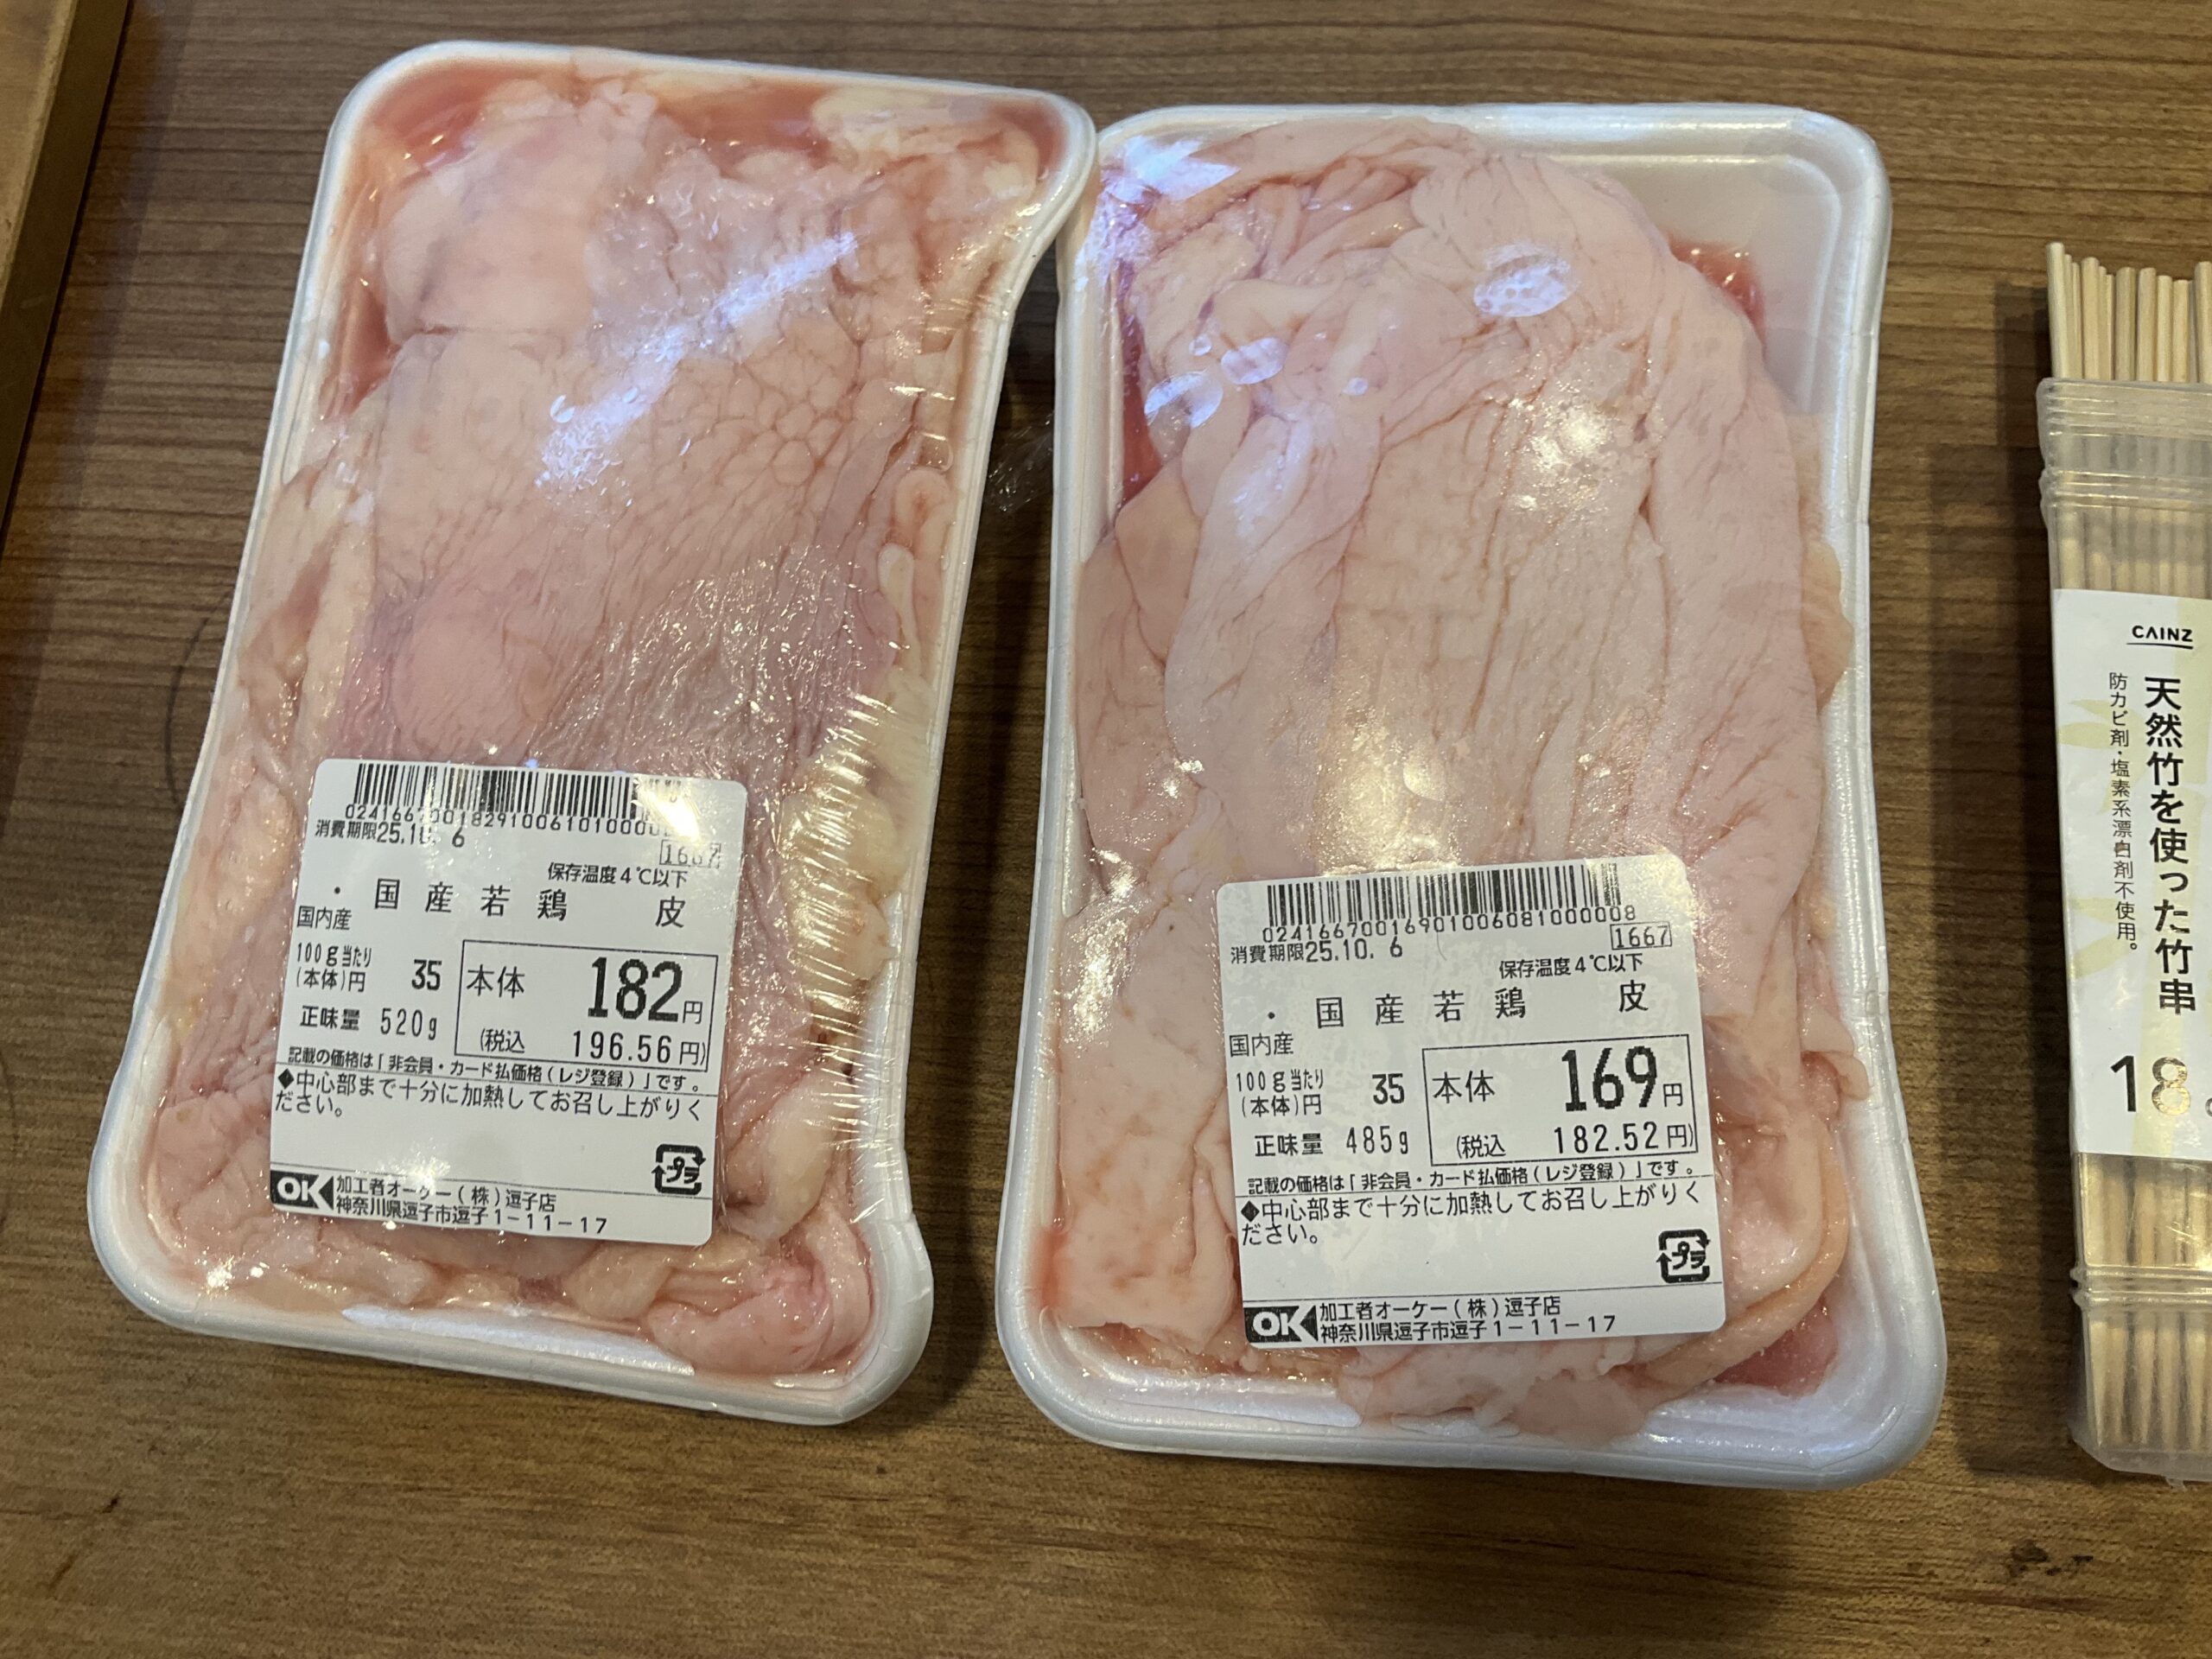 消費期限25.10. 6
1667
保存温度4℃以下
・国産若鶏 皮
国内産
100g当たり
(本体)円 35
本体 182円
正味量 520g
(税込 196.56円)
記載の価格は「非会員・カード払価格(レジ登録)」です。
◆中心部まで十分に加熱してお召し上がりく
ださい。
プラ
OK 加工者オーケー(株)逗子店
神奈川県逗子市逗子1-11-17
02416670016901006081000008
消費期限25.10. 6
1667
保存温度4℃以下
・国産若鶏 皮
国内産
100g当たり
(本体)円 35
本体 169円
正味量 485g
(税込 182.52円)
記載の価格は「非会員・カード払価格(レジ登録)」です。
◆中心部まで十分に加熱してお召し上がりく
ださい。
プラ
OK 加工者オーケー(株)逗子店
神奈川県逗子市逗子1-11-17
CAINZ
天然竹を使った竹串
防カビ剤・塩素系漂白剤不使用。
18